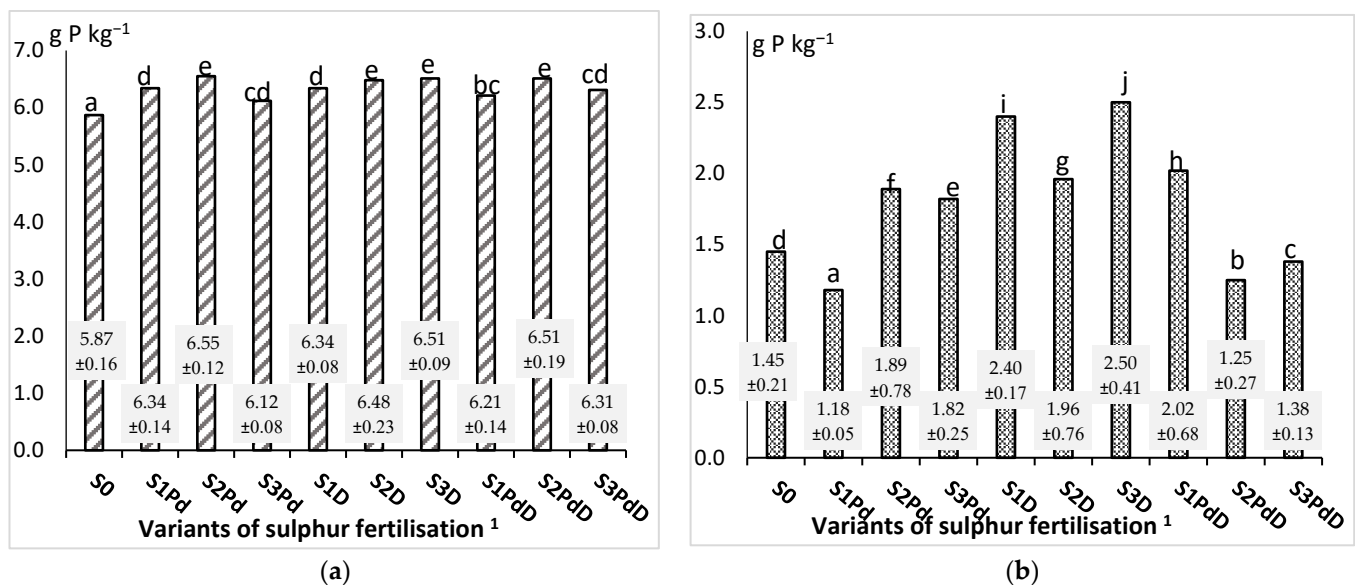 g P kg⁻¹
7.0
6.0
5.0
4.0
3.0
2.0
1.0
0.0
a
d
e
cd
d
e
e
bc
e
cd
5.87
±0.16
6.34
±0.14
6.55
±0.12
6.12
±0.08
6.34
±0.08
6.48
±0.23
6.51
±0.09
6.21
±0.14
6.51
±0.19
6.31
±0.08
S0
S1Pd
S2Pd
S3Pd
S1D
S2D
S3D
S1PdD
S2PdD
S3PdD
Variants of sulphur fertilisation ¹
(a)
g P kg⁻¹
3.0
2.5
2.0
1.5
1.0
0.5
0.0
d
a
f
e
i
g
j
h
b
c
1.45
±0.21
1.18
±0.05
1.89
±0.78
1.82
±0.25
2.40
±0.17
1.96
±0.76
2.50
±0.41
2.02
±0.68
1.25
±0.27
1.38
±0.13
S0
S1Pd
S2Pd
S3Pd
S1D
S2D
S3D
S1PdD
S2PdD
S3PdD
Variants of sulphur fertilisation ¹
(b)